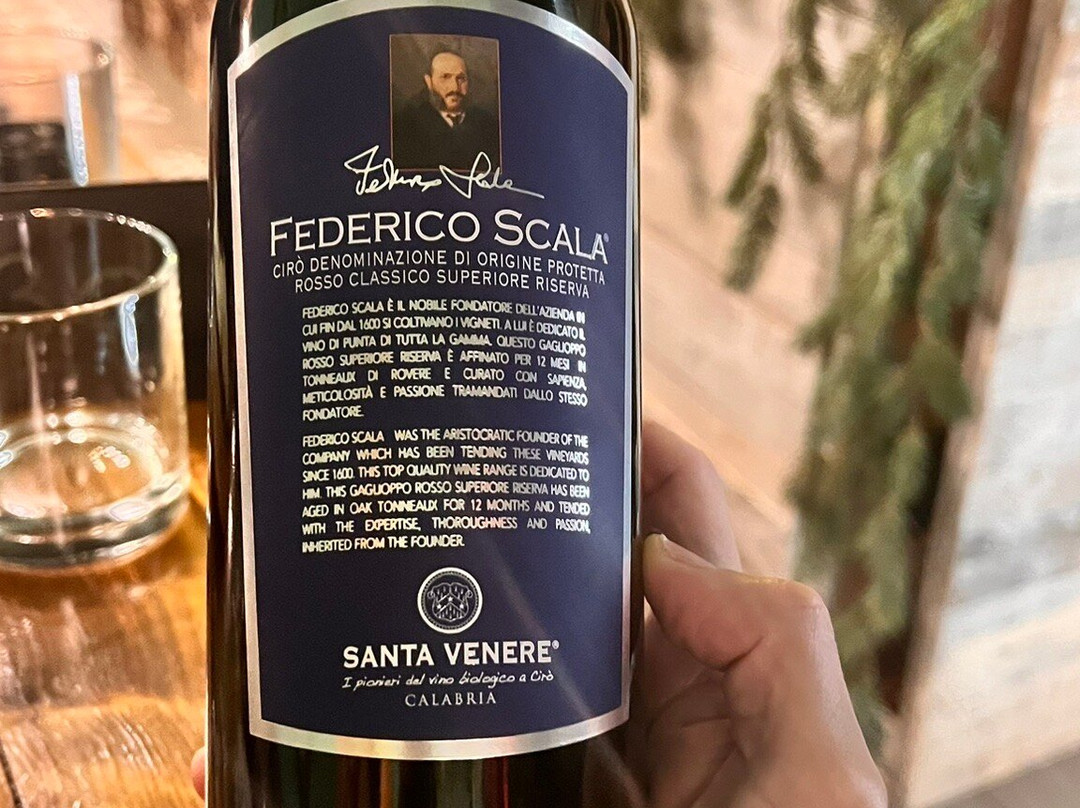 Federico Scala
FEDERICO SCALA®
CIRÒ DENOMINAZIONE DI ORIGINE PROTETTA
ROSSO CLASSICO SUPERIORE RISERVA
FEDERICO SCALA È IL NOBILE FONDATORE DELL'AZIENDA IN
CUI FIN DAL 1600 SI COLTIVANO I VIGNETI. A LUI È DEDICATO IL
VINO DI PUNTA DI TUTTA LA GAMMA. QUESTO GAGLIOPPO
ROSSO SUPERIORE RISERVA È AFFINATO PER 12 MESI IN
TONNEAUX DI ROVERE E CURATO CON SAPIENZA,
METICOLOSITÀ E PASSIONE TRAMANDATI DALLO STESSO
FONDATORE.
FEDERICO SCALA WAS THE ARISTOCRATIC FOUNDER OF THE
COMPANY WHICH HAS BEEN TENDING THESE VINEYARDS
SINCE 1600. THIS TOP QUALITY WINE RANGE IS DEDICATED TO
HIM. THIS GAGLIOPPO ROSSO SUPERIORE RISERVA HAS BEEN
AGED IN OAK TONNEAUX FOR 12 MONTHS AND TENDED
WITH THE EXPERTISE, THOROUGHNESS AND PASSION,
INHERITED FROM THE FOUNDER.
SANTA VENERE®
I pionieri del vino biologico a Cirò
CALABRIA